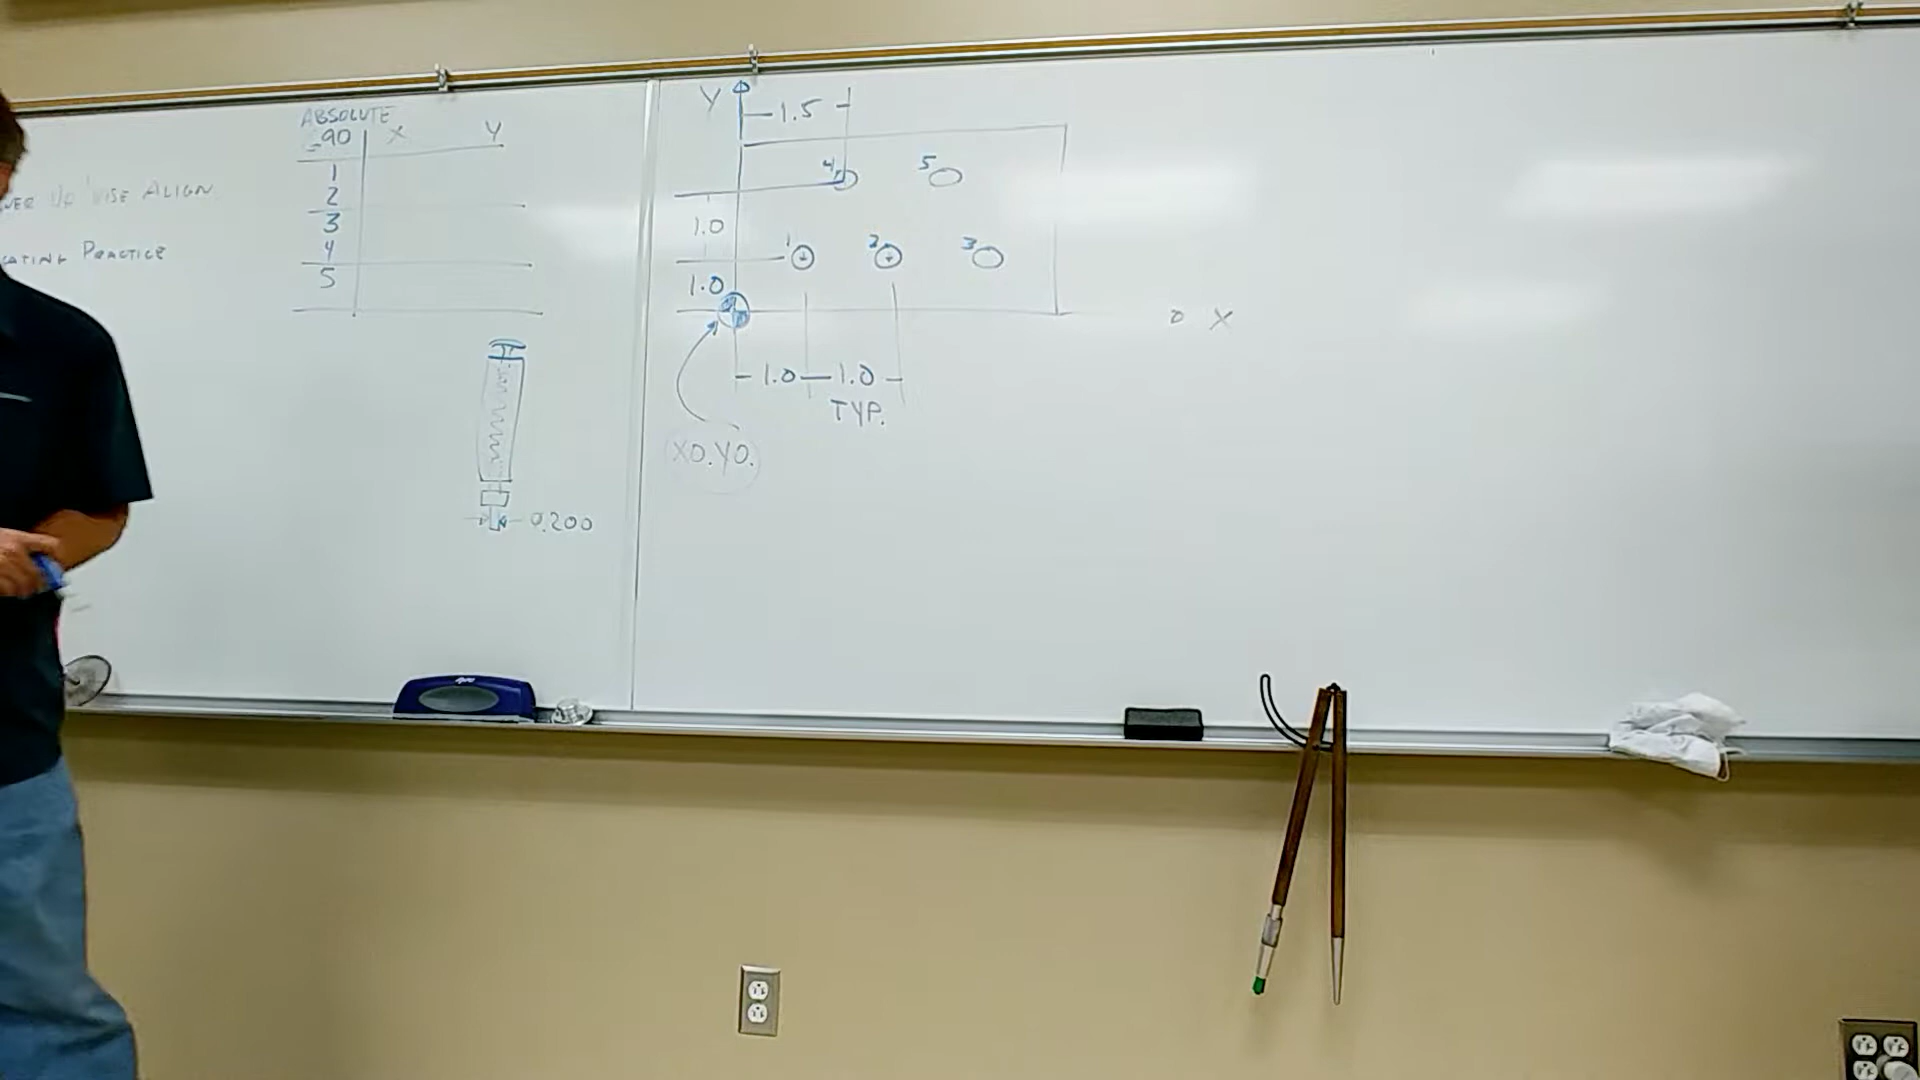 ABSOLUTE
-90 X Y
1
2
3
4
5
VISE ALIGN
PRACTICE
0.200
Y
1.5
4 5
1.0
1 2 3
1.0
X
1.0 1.0
TYP.
X0.Y0.